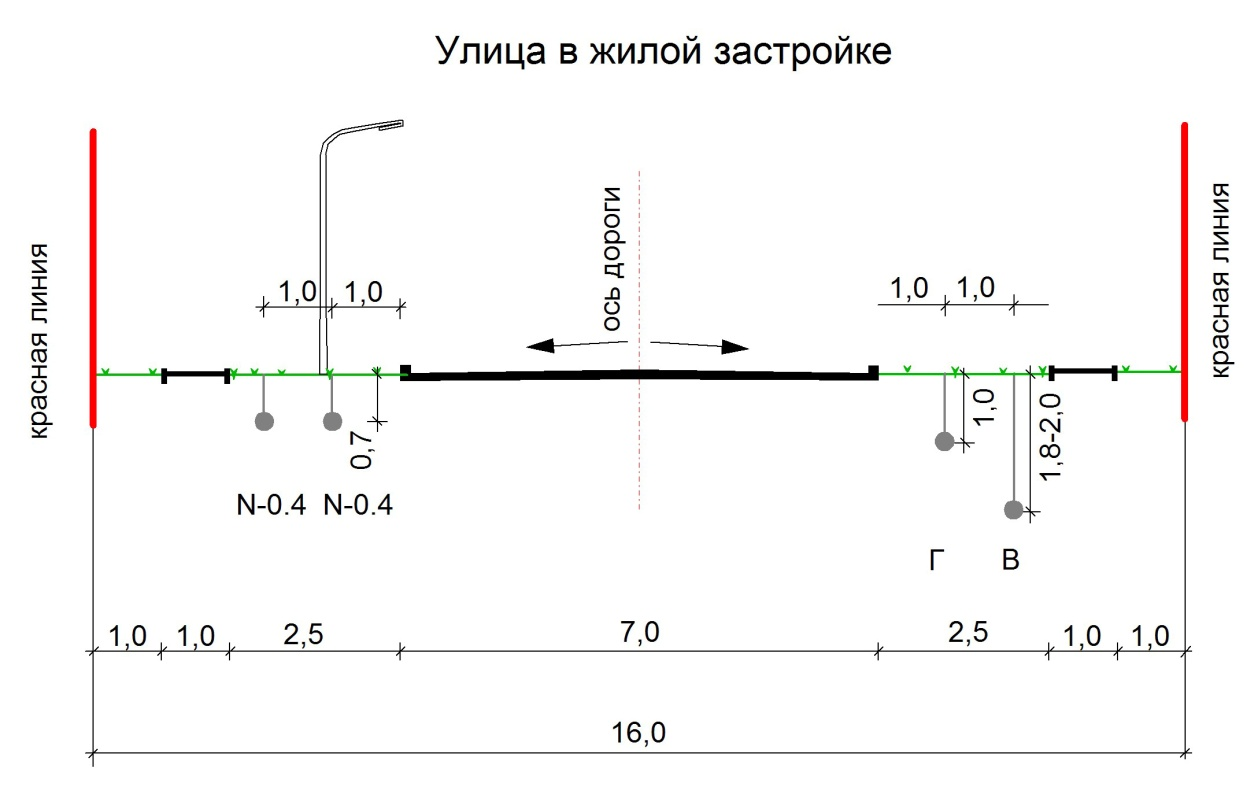 Улица в жилой застройке
красная линия
ось дороги
красная линия
1,0 1,0
1,0 1,0
0,7
1,0
1,8-2,0
N-0.4 N-0.4
Г В
1,0 1,0 2,5 7,0 2,5 1,0 1,0
16,0